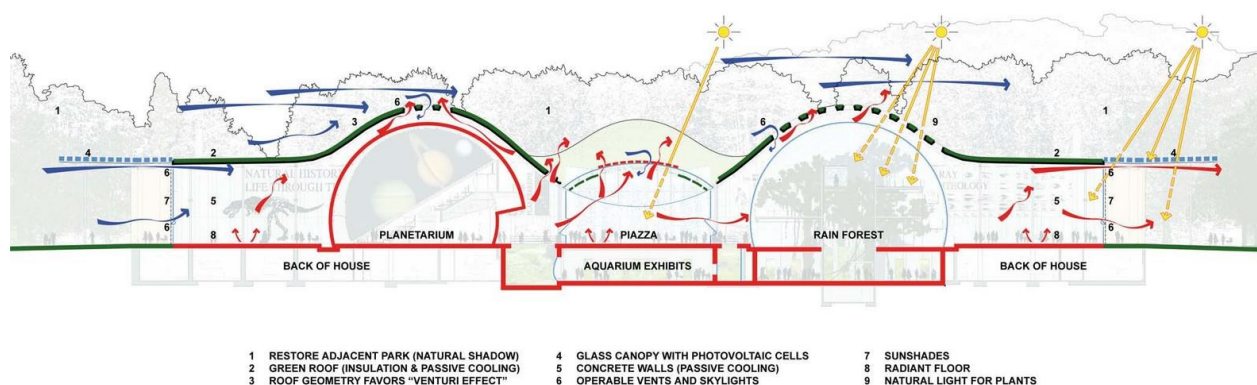 1
1
1
6
3
6
9
4
2
2
4
NATURAL HISTORY
LIFE THROUGH T
6
7
6
5
8
PLANETARIUM
PIAZZA
RAIN FOREST
5
8
6
7
6
BACK OF HOUSE
AQUARIUM EXHIBITS
BACK OF HOUSE
1 RESTORE ADJACENT PARK (NATURAL SHADOW)
2 GREEN ROOF (INSULATION & PASSIVE COOLING)
3 ROOF GEOMETRY FAVORS “VENTURI EFFECT”
4 GLASS CANOPY WITH PHOTOVOLTAIC CELLS
5 CONCRETE WALLS (PASSIVE COOLING)
6 OPERABLE VENTS AND SKYLIGHTS
7 SUNSHADES
8 RADIANT FLOOR
9 NATURAL LIGHT FOR PLANTS